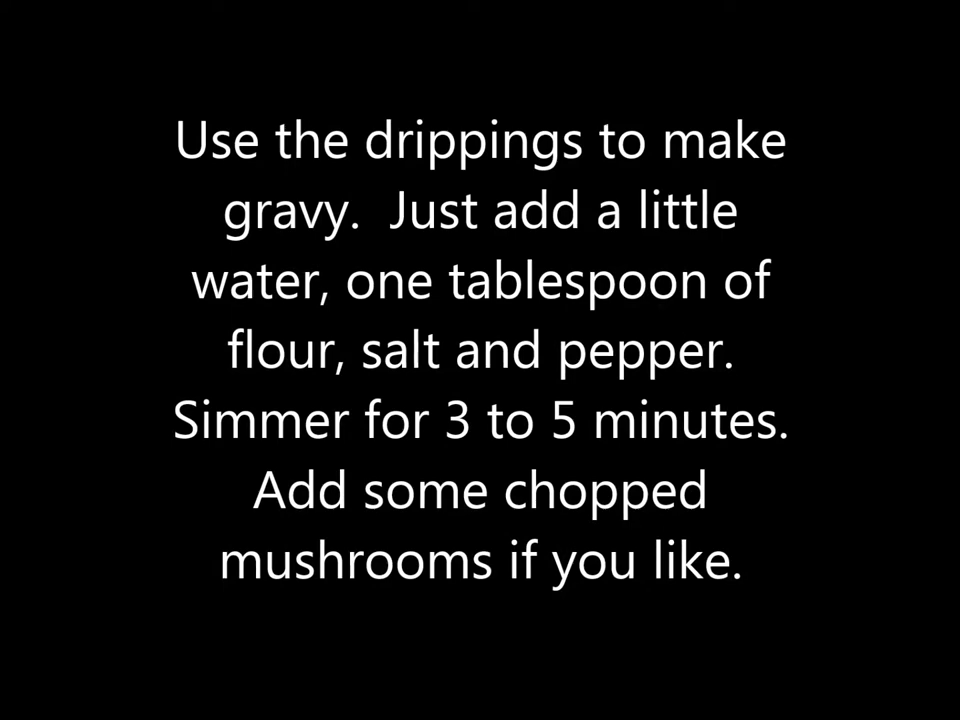 Use the drippings to make
gravy.  Just add a little
water, one tablespoon of
flour, salt and pepper.
Simmer for 3 to 5 minutes.
Add some chopped
mushrooms if you like.